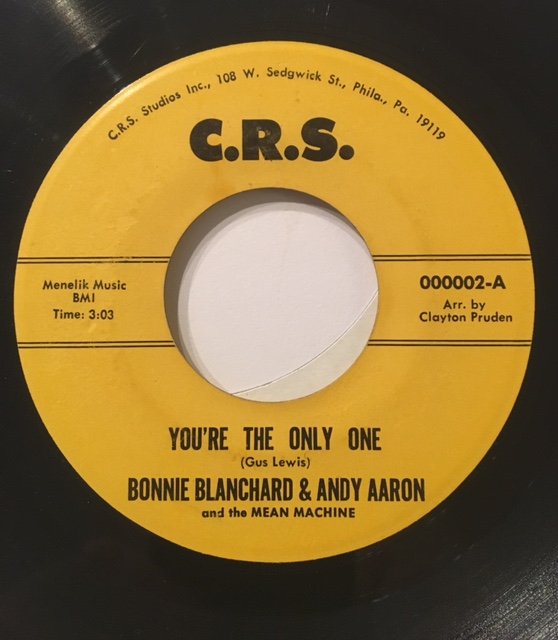 C.R.S. Studios Inc., 108 W. Sedgwick St., Phila., Pa. 19119
C.R.S.
Menelik Music
BMI
Time: 3:03
000002-A
Arr. by
Clayton Pruden
YOU'RE THE ONLY ONE
(Gus Lewis)
BONNIE BLANCHARD & ANDY AARON
and the MEAN MACHINE